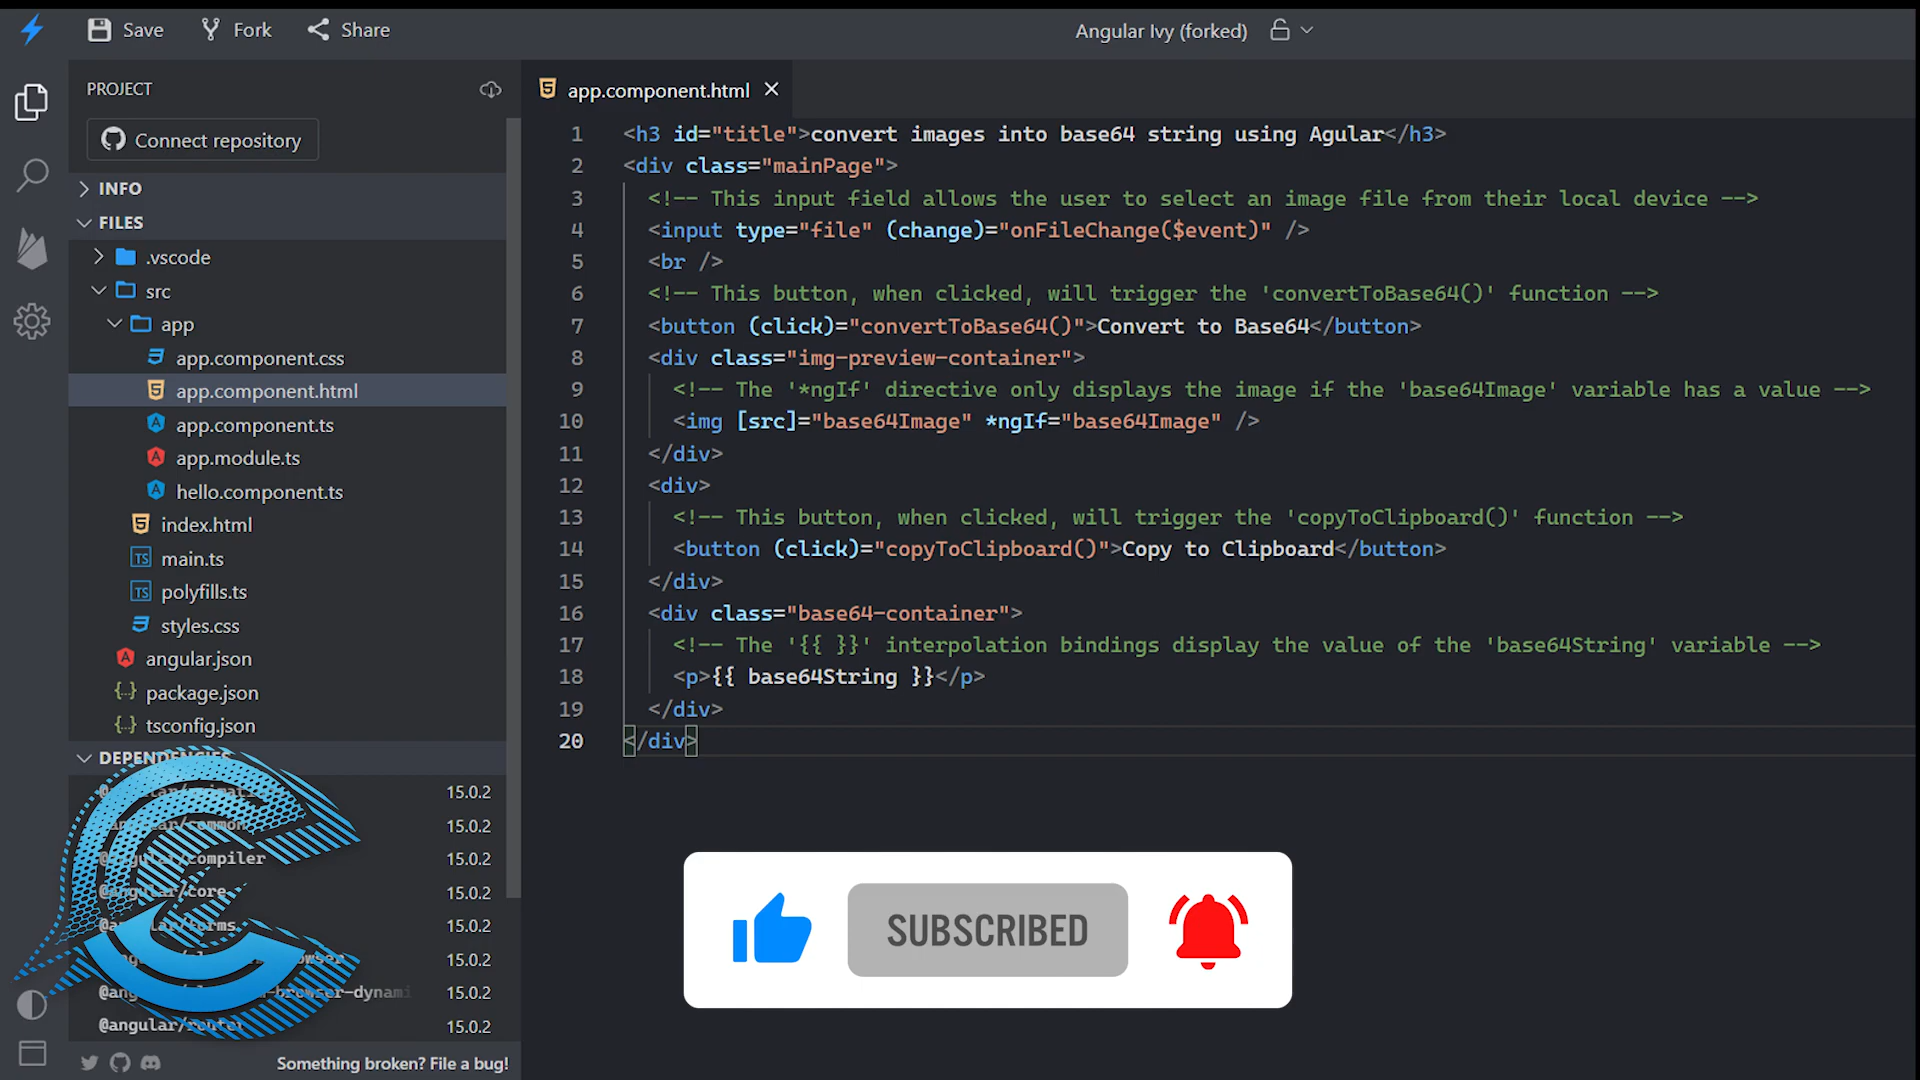 Save
Fork
Share
Angular Ivy (forked)
PROJECT
Connect repository
INFO
FILES
.vscode
src
app
app.component.css
app.component.html
app.component.ts
app.module.ts
hello.component.ts
index.html
main.ts
polyfills.ts
styles.css
angular.json
package.json
tsconfig.json
DEPENDENCIES
15.0.2
@angular/common 15.0.2
@angular/compiler 15.0.2
@angular/core 15.0.2
@angular/forms 15.0.2
15.0.2
15.0.2
@angular/router 15.0.2
Something broken? File a bug!
app.component.html
1 <h3 id="title">convert images into base64 string using Agular</h3>
2 <div class="mainPage">
3 <!-- This input field allows the user to select an image file from their local device -->
4 <input type="file" (change)="onFileChange($event)" />
5 <br />
6 <!-- This button, when clicked, will trigger the 'convertToBase64()' function -->
7 <button (click)="convertToBase64()">Convert to Base64</button>
8 <div class="img-preview-container">
9 <!-- The '*ngIf' directive only displays the image if the 'base64Image' variable has a value -->
10 <img [src]="base64Image" *ngIf="base64Image" />
11 </div>
12 <div>
13 <!-- This button, when clicked, will trigger the 'copyToClipboard()' function -->
14 <button (click)="copyToClipboard()">Copy to Clipboard</button>
15 </div>
16 <div class="base64-container">
17 <!-- The '{{ }}' interpolation bindings display the value of the 'base64String' variable -->
18 <p>{{ base64String }}</p>
19 </div>
20 </div>
SUBSCRIBED